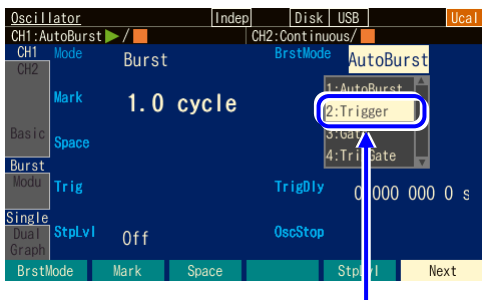 Oscillator Indep Disk USB Ucal
CH1:AutoBurst / CH2:Continuous/
CH1 Mode Burst BrstMode AutoBurst
CH2
1:AutoBurst
Mark 1.0 cycle 2:Trigger
Basic Space 3:Gate
4:TrigGate
Burst
Modu Trig TrigDly 0.000 000 0 s
Single
Dual StpLvl Off OscStop
Graph
BrstMode Mark Space StpLvl Next